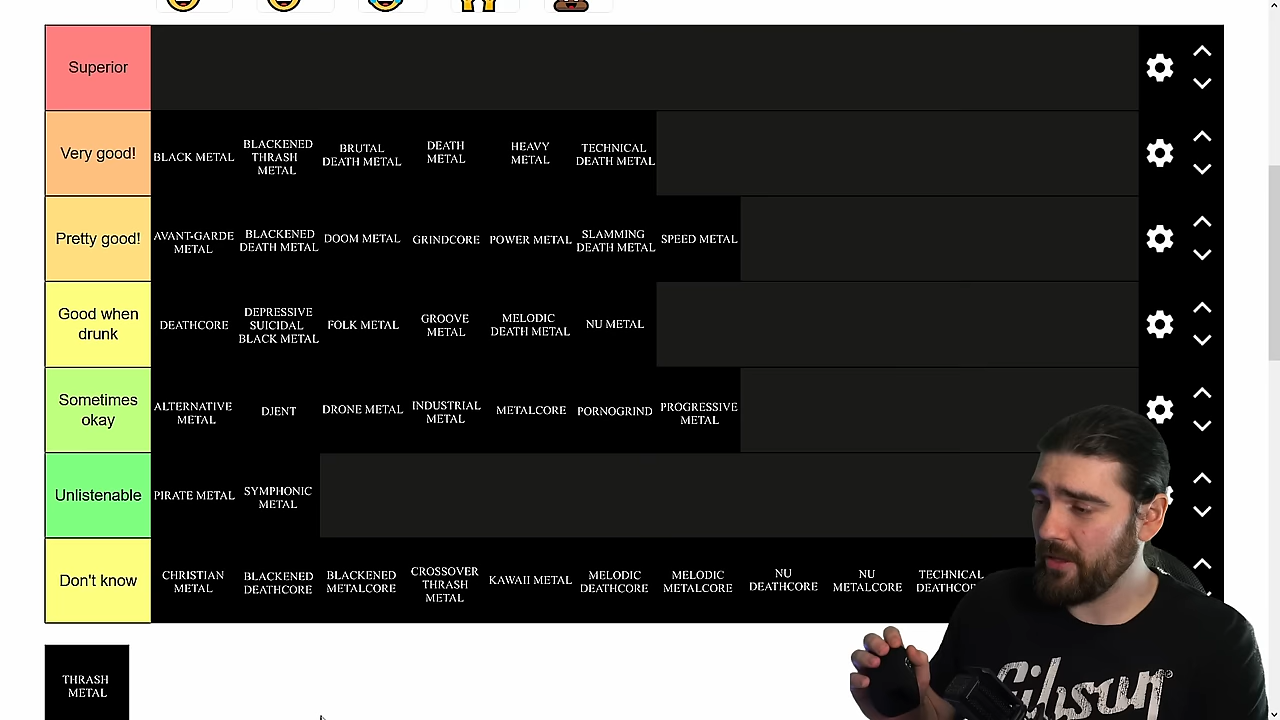 Superior
Very good!
BLACK METAL
BLACKENED
THRASH
METAL
BRUTAL
DEATH METAL
DEATH
METAL
HEAVY
METAL
TECHNICAL
DEATH METAL
Pretty good!
AVANT-GARDE
METAL
BLACKENED
DEATH METAL
DOOM METAL
GRINDCORE
POWER METAL
SLAMMING
DEATH METAL
SPEED METAL
Good when
drunk
DEATHCORE
DEPRESSIVE
SUICIDAL
BLACK METAL
FOLK METAL
GROOVE
METAL
MELODIC
DEATH METAL
NU METAL
Sometimes
okay
ALTERNATIVE
METAL
DJENT
DRONE METAL
INDUSTRIAL
METAL
METALCORE
PORNOGRIND
PROGRESSIVE
METAL
Unlistenable
PIRATE METAL
SYMPHONIC
METAL
Don't know
CHRISTIAN
METAL
BLACKENED
DEATHCORE
BLACKENED
METALCORE
CROSSOVER
THRASH
METAL
KAWAII METAL
MELODIC
DEATHCORE
MELODIC
METALCORE
NU
DEATHCORE
NU
METALCORE
TECHNICAL
THRASH
METAL
Gibson